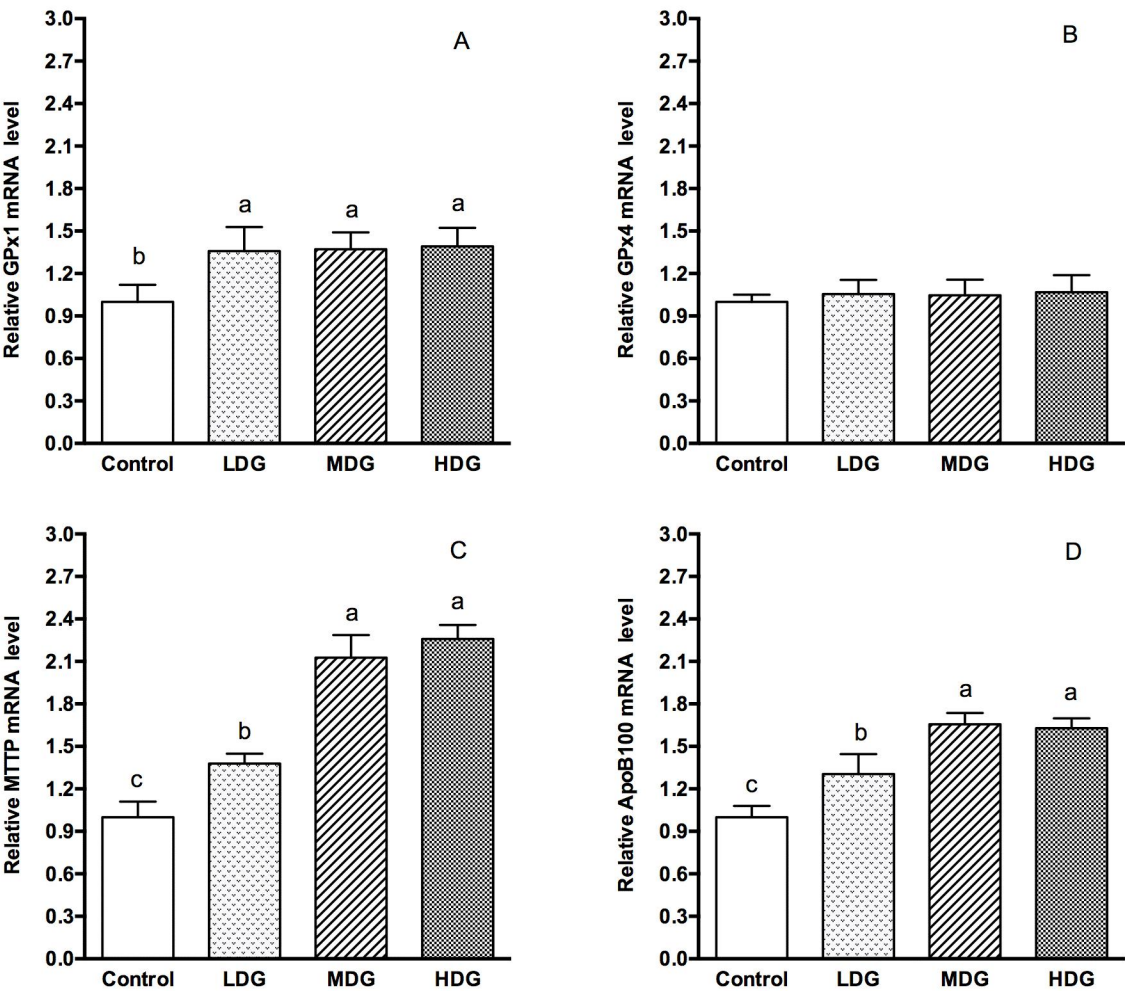 A
Relative GPx1 mRNA level
3.0
2.7
2.4
2.1
1.8
1.5
1.2
0.9
0.6
0.3
0.0
b
a
a
a
Control LDG MDG HDG
B
Relative GPx4 mRNA level
3.0
2.7
2.4
2.1
1.8
1.5
1.2
0.9
0.6
0.3
0.0
Control LDG MDG HDG
C
Relative MTTP mRNA level
3.0
2.7
2.4
2.1
1.8
1.5
1.2
0.9
0.6
0.3
0.0
c
b
a
a
Control LDG MDG HDG
D
Relative ApoB100 mRNA level
3.0
2.7
2.4
2.1
1.8
1.5
1.2
0.9
0.6
0.3
0.0
c
b
a
a
Control LDG MDG HDG